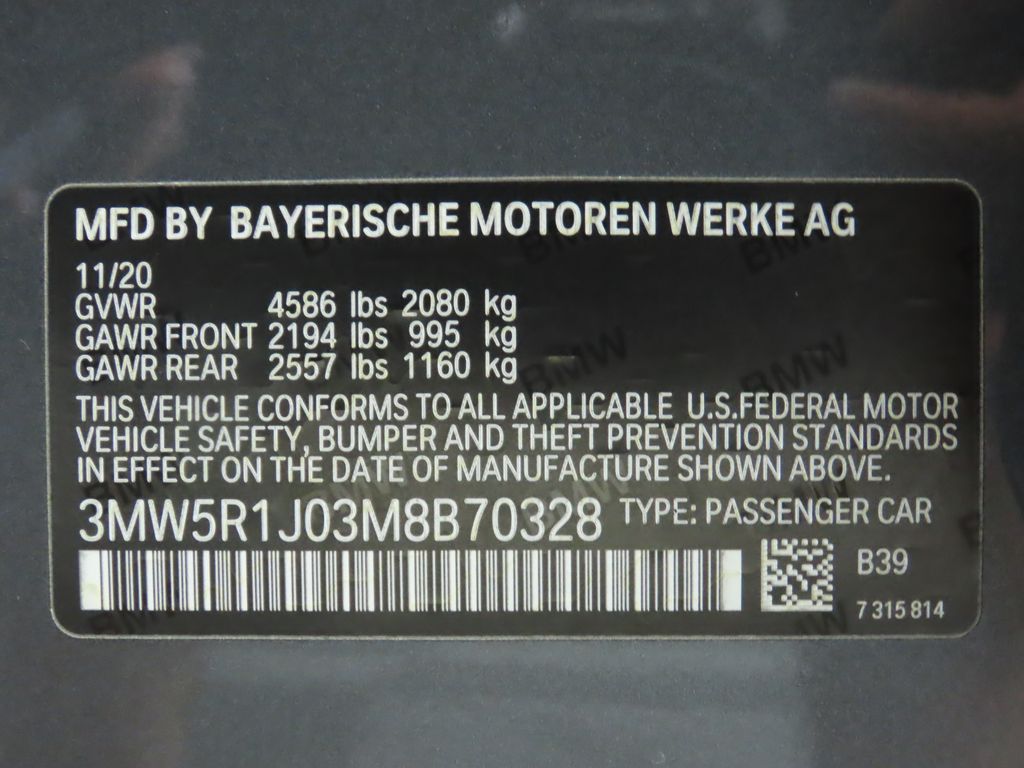 MFD BY BAYERISCHE MOTOREN WERKE AG
11/20
GVWR 4586 lbs 2080 kg
GAWR FRONT 2194 lbs 995 kg
GAWR REAR 2557 lbs 1160 kg
THIS VEHICLE CONFORMS TO ALL APPLICABLE U.S.FEDERAL MOTOR
VEHICLE SAFETY, BUMPER AND THEFT PREVENTION STANDARDS
IN EFFECT ON THE DATE OF MANUFACTURE SHOWN ABOVE.
3MW5R1J03M8B70328 TYPE: PASSENGER CAR
B39
7 315 814